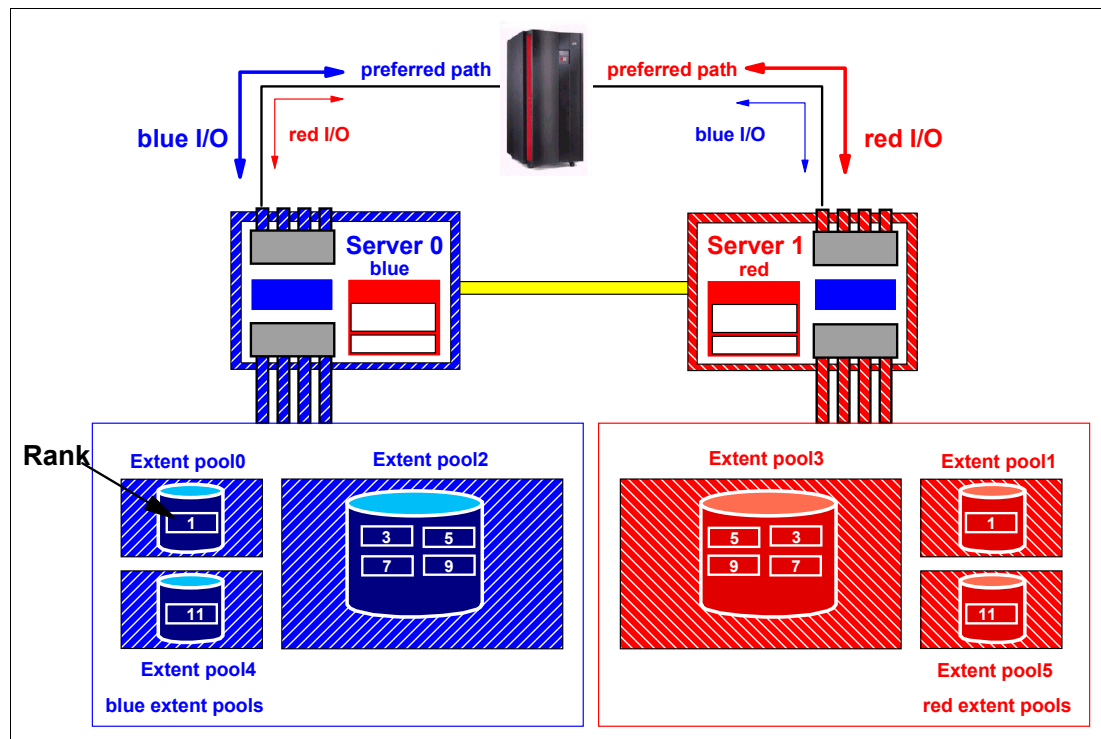 preferred path
preferred path
blue I/O
red I/O
blue I/O
red I/O
Server 0
blue
Server 1
red
Rank
Extent pool0
Extent pool2
Extent pool3
Extent pool1
1
3 5
7 9
5 3
9 7
1
11
11
Extent pool4
Extent pool5
blue extent pools
red extent pools